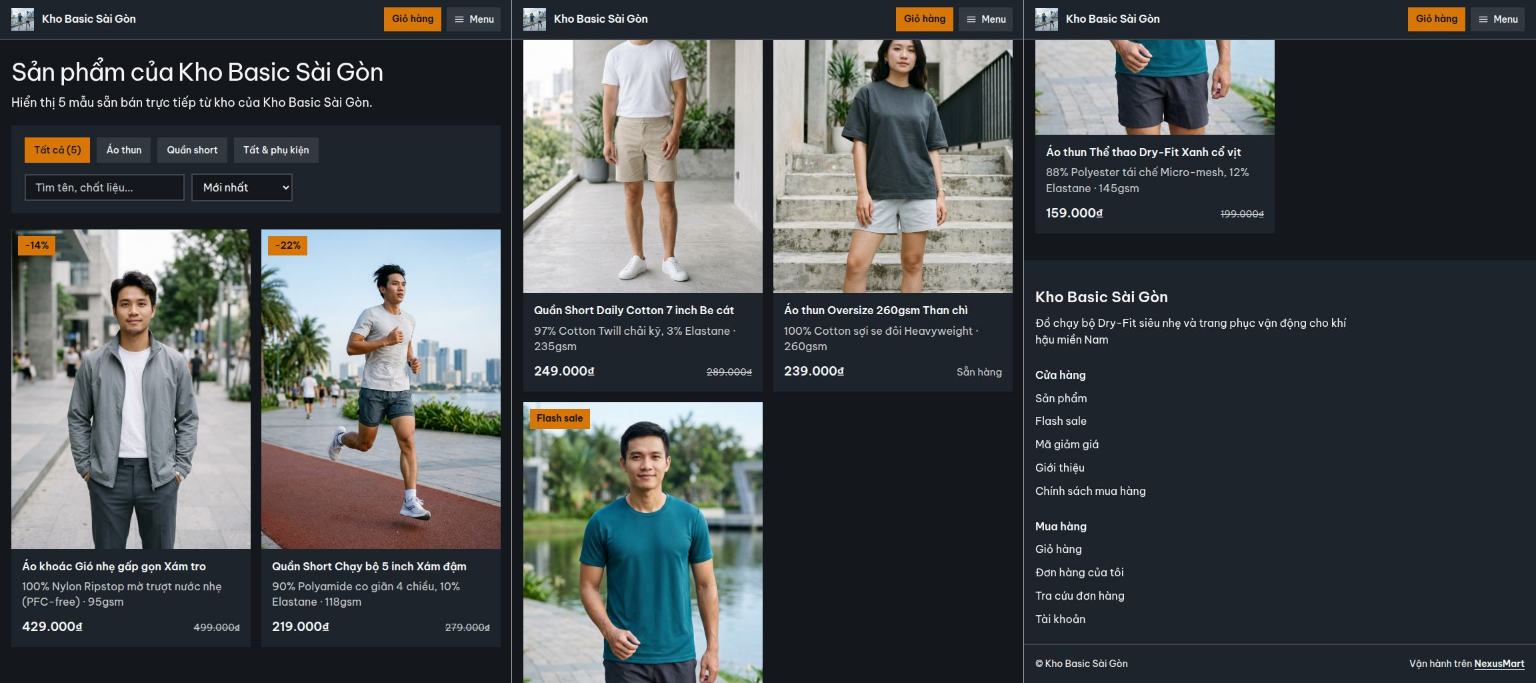 Kho Basic Sài Gòn
Giỏ hàng
Menu
Sản phẩm của Kho Basic Sài Gòn
Hiển thị 5 mẫu sẵn bán trực tiếp từ kho của Kho Basic Sài Gòn.
Tất cả (5)
Áo thun
Quần short
Tất & phụ kiện
Tìm tên, chất liệu...
Mới nhất
-14%
-22%
Áo khoác Gió nhẹ gấp gọn Xám tro
100% Nylon Ripstop mờ trượt nước nhẹ
(PFC-free) · 95gsm
429.000₫
499.000₫
Quần Short Chạy bộ 5 inch Xám đậm
90% Polyamide co giãn 4 chiều, 10%
Elastane · 118gsm
219.000₫
279.000₫
Kho Basic Sài Gòn
Giỏ hàng
Menu
Quần Short Daily Cotton 7 inch Be cát
97% Cotton Twill chải kỹ, 3% Elastane ·
235gsm
249.000₫
289.000₫
Áo thun Oversize 260gsm Than chì
100% Cotton sợi se đôi Heavyweight ·
260gsm
239.000₫
Sẵn hàng
Flash sale
Kho Basic Sài Gòn
Giỏ hàng
Menu
Áo thun Thể thao Dry-Fit Xanh cổ vịt
88% Polyester tái chế Micro-mesh, 12%
Elastane · 145gsm
159.000₫
199.000₫
Kho Basic Sài Gòn
Đồ chạy bộ Dry-Fit siêu nhẹ và trang phục vận động cho khí
hậu miền Nam
Cửa hàng
Sản phẩm
Flash sale
Mã giảm giá
Giới thiệu
Chính sách mua hàng
Mua hàng
Giỏ hàng
Đơn hàng của tôi
Tra cứu đơn hàng
Tài khoản
© Kho Basic Sài Gòn
Vận hành trên NexusMart